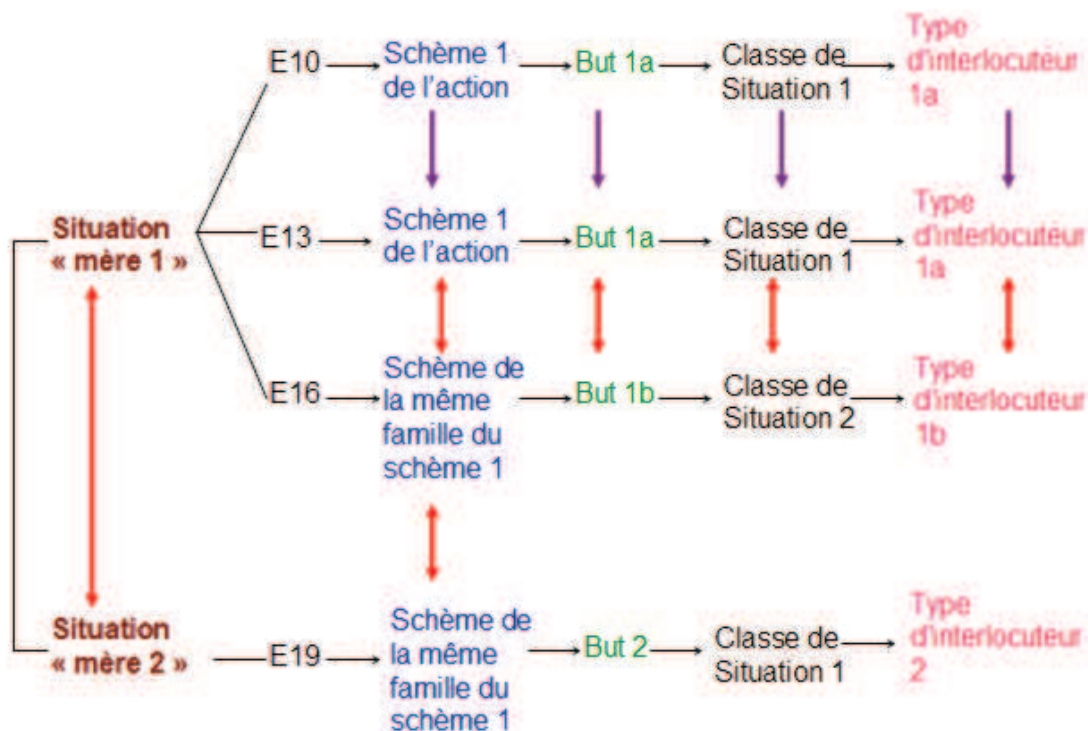 E10
Schème 1
de l'action
But 1a
Classe de
Situation 1
Type
d'interlocuteur
1a
Situation
« mère 1 »
E13
Schème 1
de l'action
But 1a
Classe de
Situation 1
Type
d'interlocuteur
1a
E16
Schème de
la même
famille du
schème 1
But 1b
Classe de
Situation 2
Type
d'interlocuteur
1b
Situation
« mère 2 »
E19
Schème de
la même
famille du
schème 1
But 2
Classe de
Situation 1
Type
d'interlocuteur
2